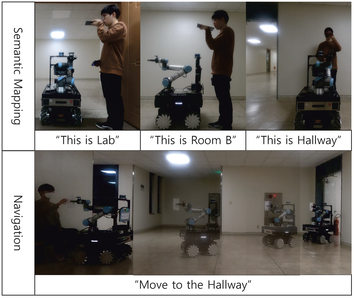 Semantic Mapping
"This is Lab"
"This is Room B"
"This is Hallway"
Navigation
"Move to the Hallway"